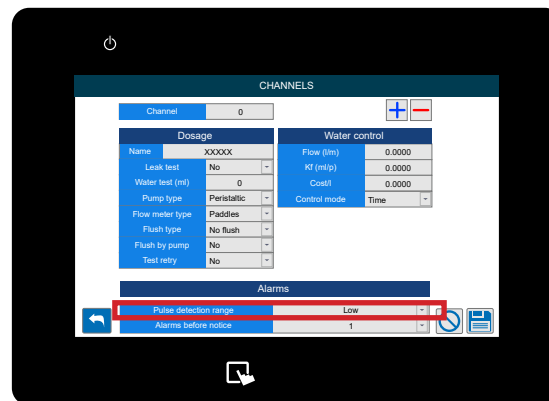 CHANNELS
Channel 0
Dosage
Name XXXXX
Leak test No
Water test (ml) 0
Pump type Peristaltic
Flow meter type Paddles
Flush type No flush
Flush by pump No
Test retry No
Water control
Flow (l/m) 0.0000
Kf (ml/p) 0.0000
Cost/l 0.0000
Control mode Time
Alarms
Pulse detection range Low
Alarms before notice 1